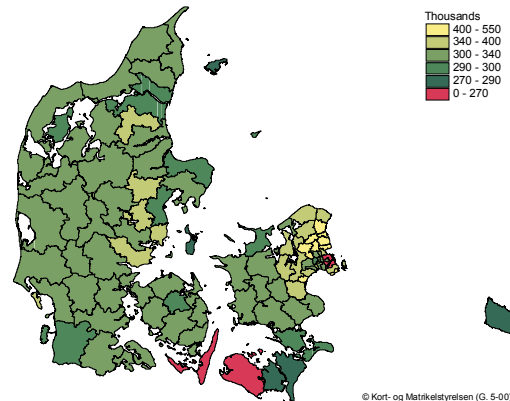 Thousands
400 - 550
340 - 400
300 - 340
290 - 300
270 - 290
0 - 270
© Kort- og Matrikelstyrelsen (G. 5-00)